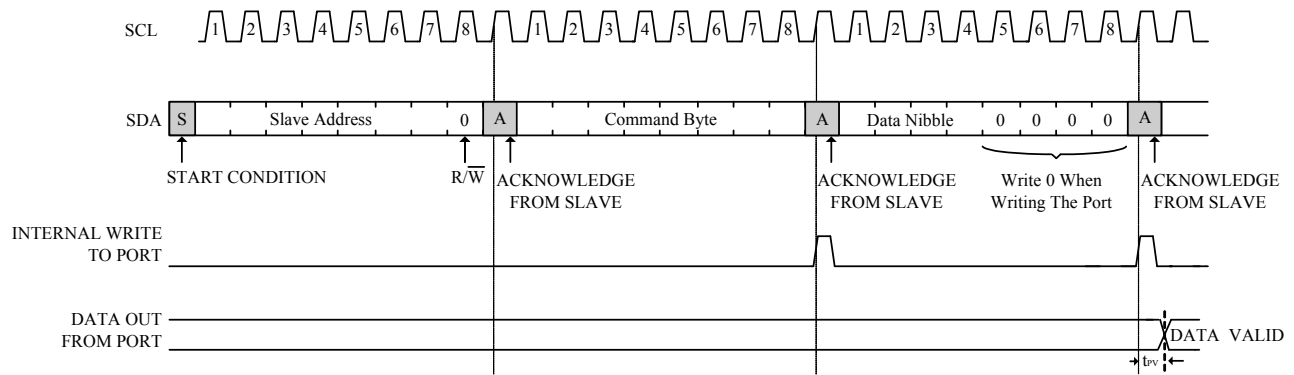 SCL 1 2 3 4 5 6 7 8 1 2 3 4 5 6 7 8 1 2 3 4 5 6 7 8
SDA S Slave Address 0 A Command Byte A Data Nibble 0 0 0 0 A
START CONDITION R/W̅ ACKNOWLEDGE FROM SLAVE ACKNOWLEDGE FROM SLAVE Write 0 When Writing The Port ACKNOWLEDGE FROM SLAVE
INTERNAL WRITE
TO PORT
DATA OUT
FROM PORT
DATA VALID
tPV